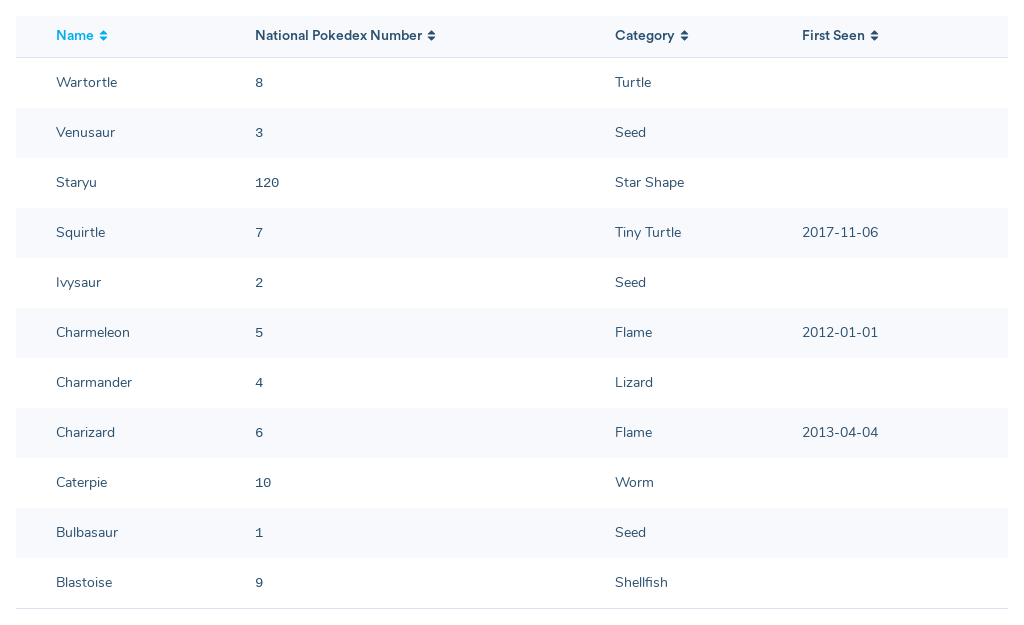 Name National Pokedex Number Category First Seen
Wartortle 8 Turtle
Venusaur 3 Seed
Staryu 120 Star Shape
Squirtle 7 Tiny Turtle 2017-11-06
Ivysaur 2 Seed
Charmeleon 5 Flame 2012-01-01
Charmander 4 Lizard
Charizard 6 Flame 2013-04-04
Caterpie 10 Worm
Bulbasaur 1 Seed
Blastoise 9 Shellfish